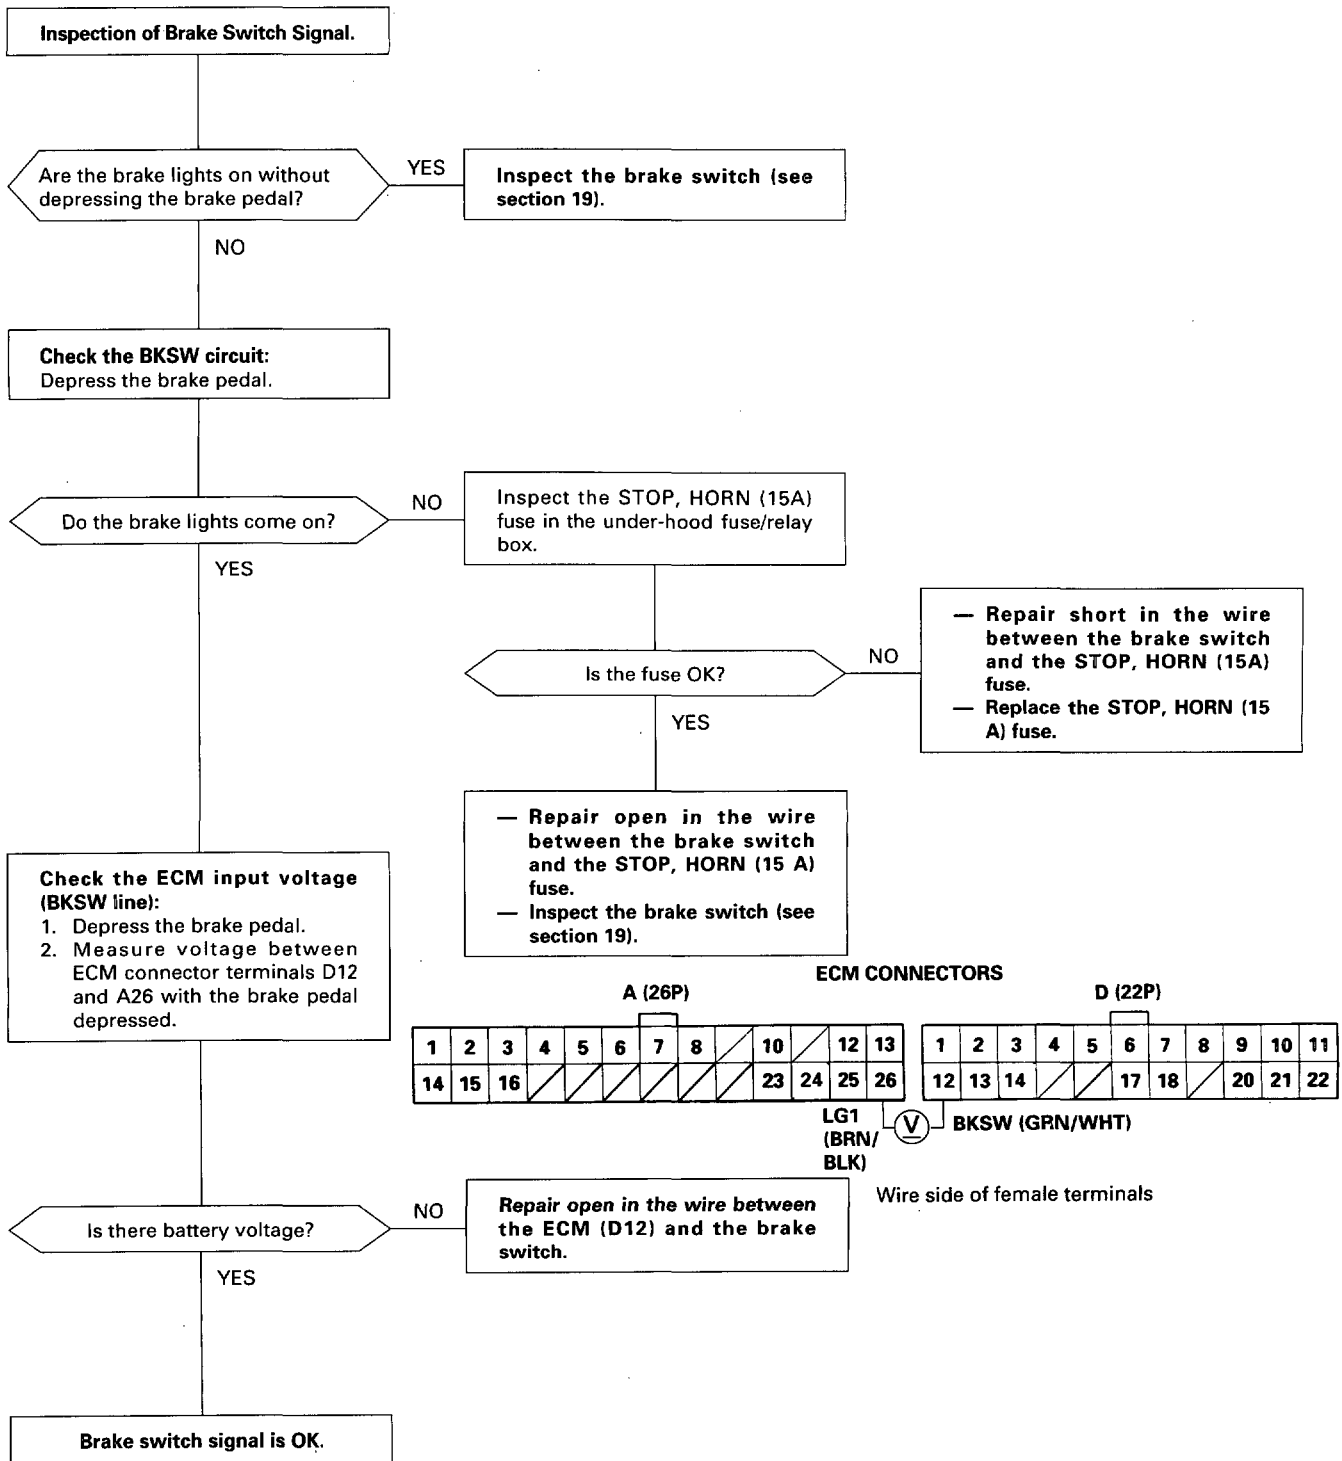 Inspection of Brake Switch Signal.
Are the brake lights on without
depressing the brake pedal?
YES
Inspect the brake switch (see
section 19).
NO
Check the BKSW circuit:
Depress the brake pedal.
Do the brake lights come on?
NO
Inspect the STOP, HORN (15A)
fuse in the under-hood fuse/relay
box.
YES
Is the fuse OK?
NO
— Repair short in the wire
between the brake switch
and the STOP, HORN (15A)
fuse.
— Replace the STOP, HORN (15
A) fuse.
YES
— Repair open in the wire
between the brake switch
and the STOP, HORN (15 A)
fuse.
— Inspect the brake switch (see
section 19).
Check the ECM input voltage
(BKSW line):
1. Depress the brake pedal.
2. Measure voltage between
ECM connector terminals D12
and A26 with the brake pedal
depressed.
ECM CONNECTORS
A (26P)
D (22P)
1 2 3 4 5 6 7 8 10 12 13
14 15 16 23 24 25 26
1 2 3 4 5 6 7 8 9 10 11
12 13 14 17 18 20 21 22
LG1
(BRN/
BLK)
V
BKSW (GRN/WHT)
Wire side of female terminals
Is there battery voltage?
NO
Repair open in the wire between
the ECM (D12) and the brake
switch.
YES
Brake switch signal is OK.